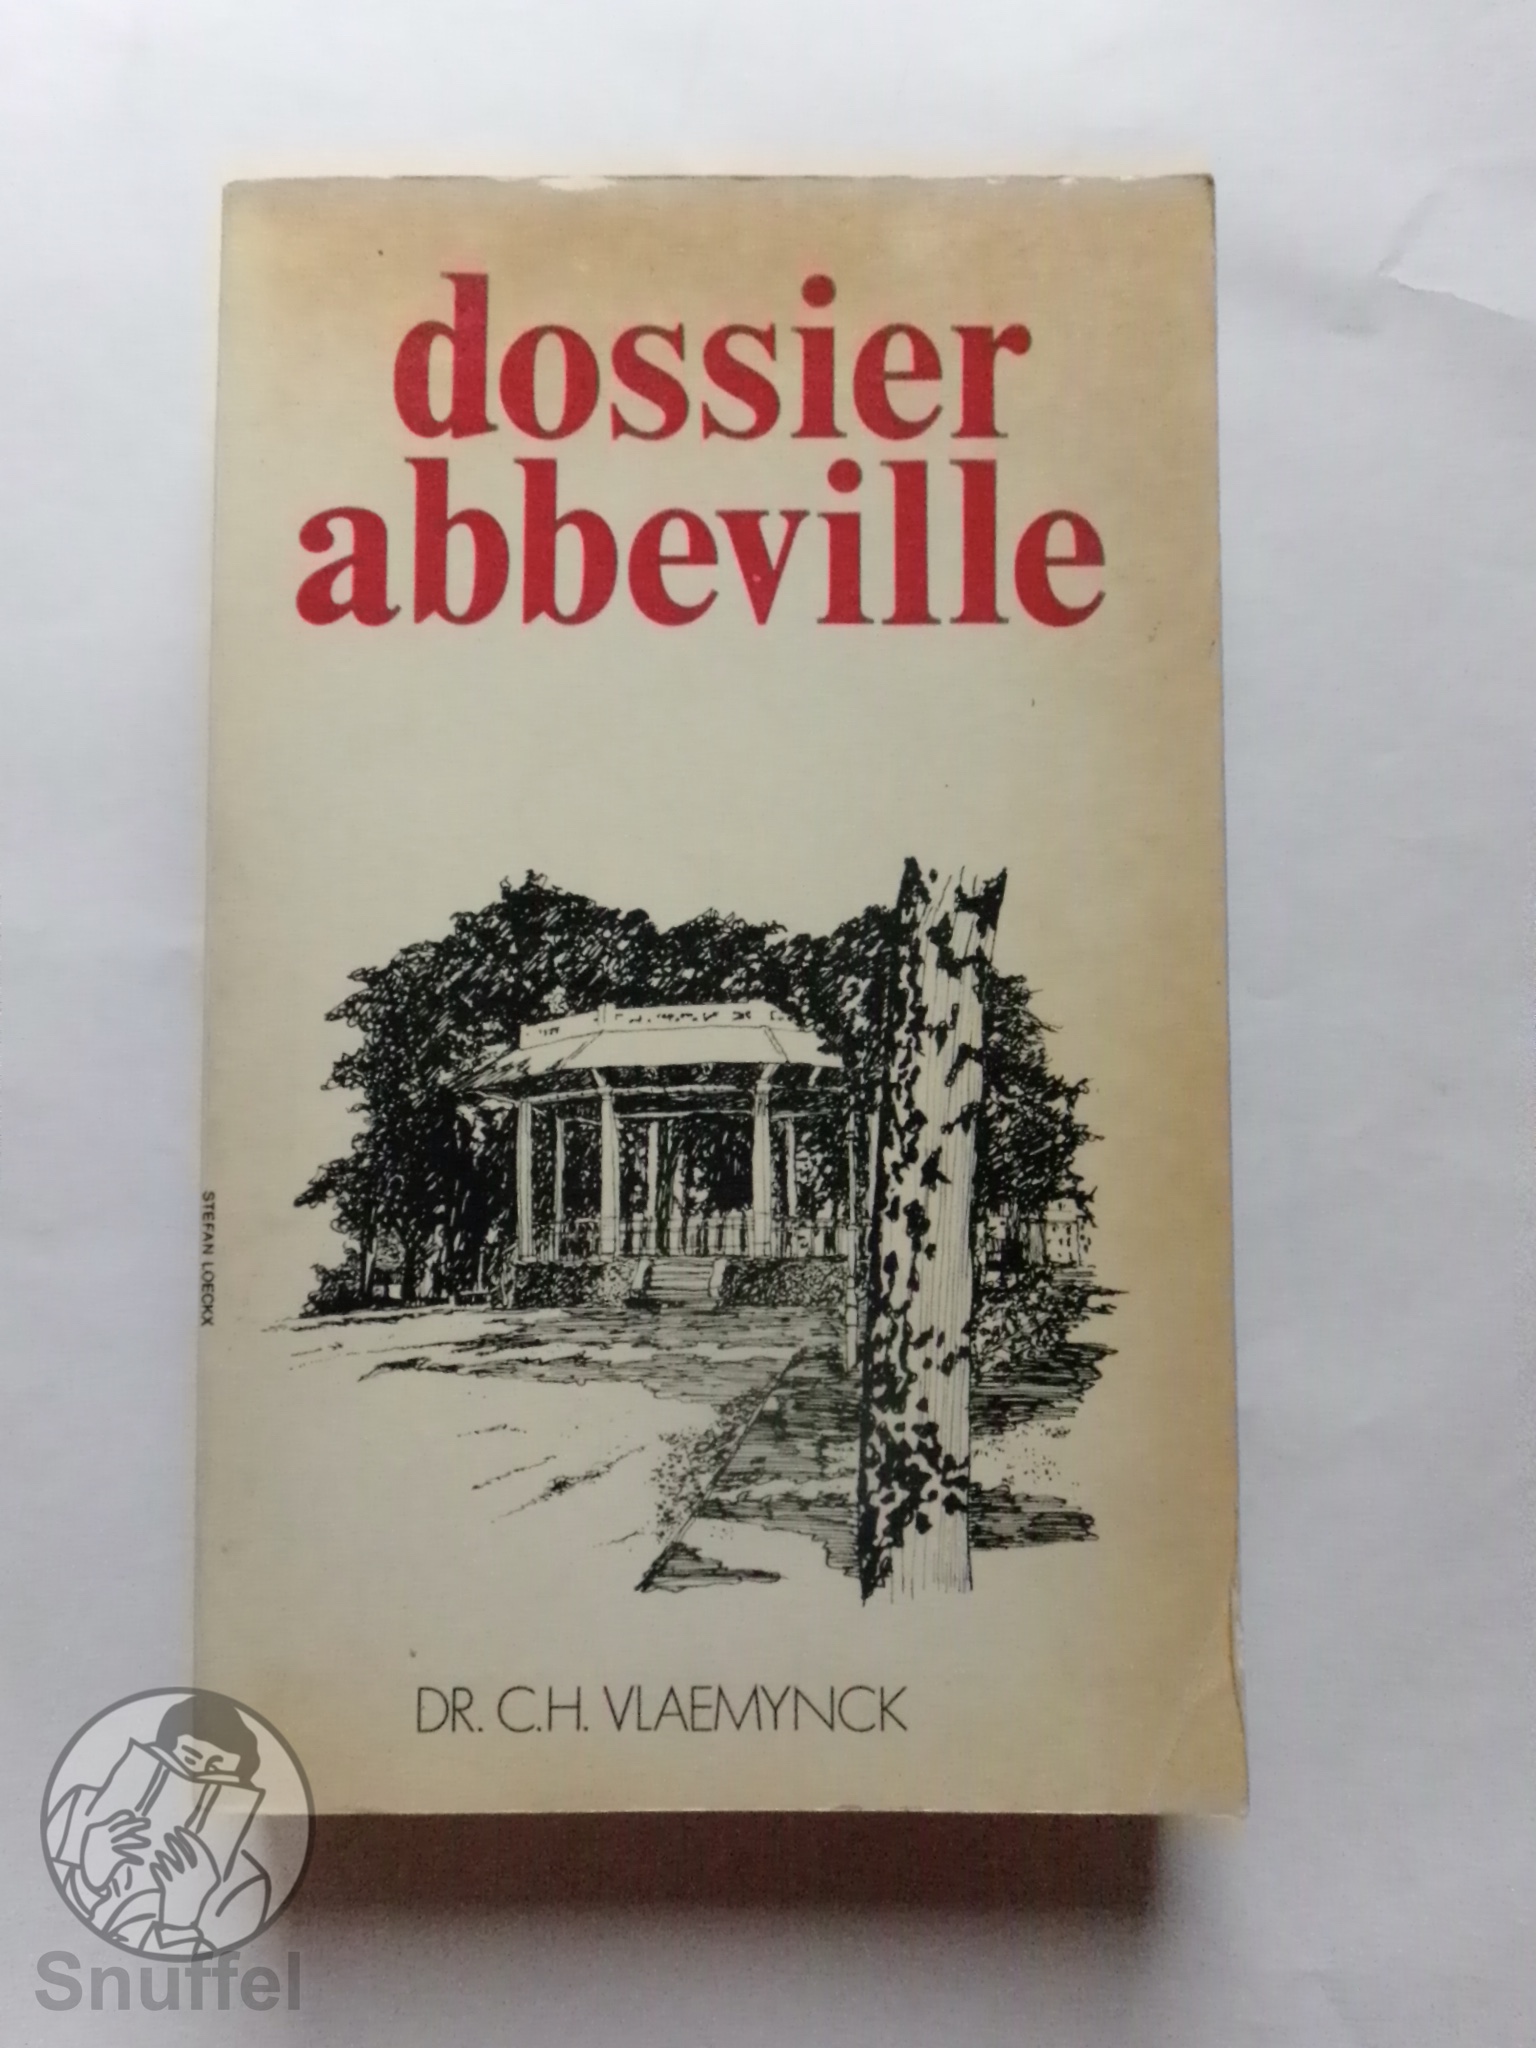 dossier
abbeville
STEFAN LOECKX
DR. C.H. VLAEMYNCK
Snuffel